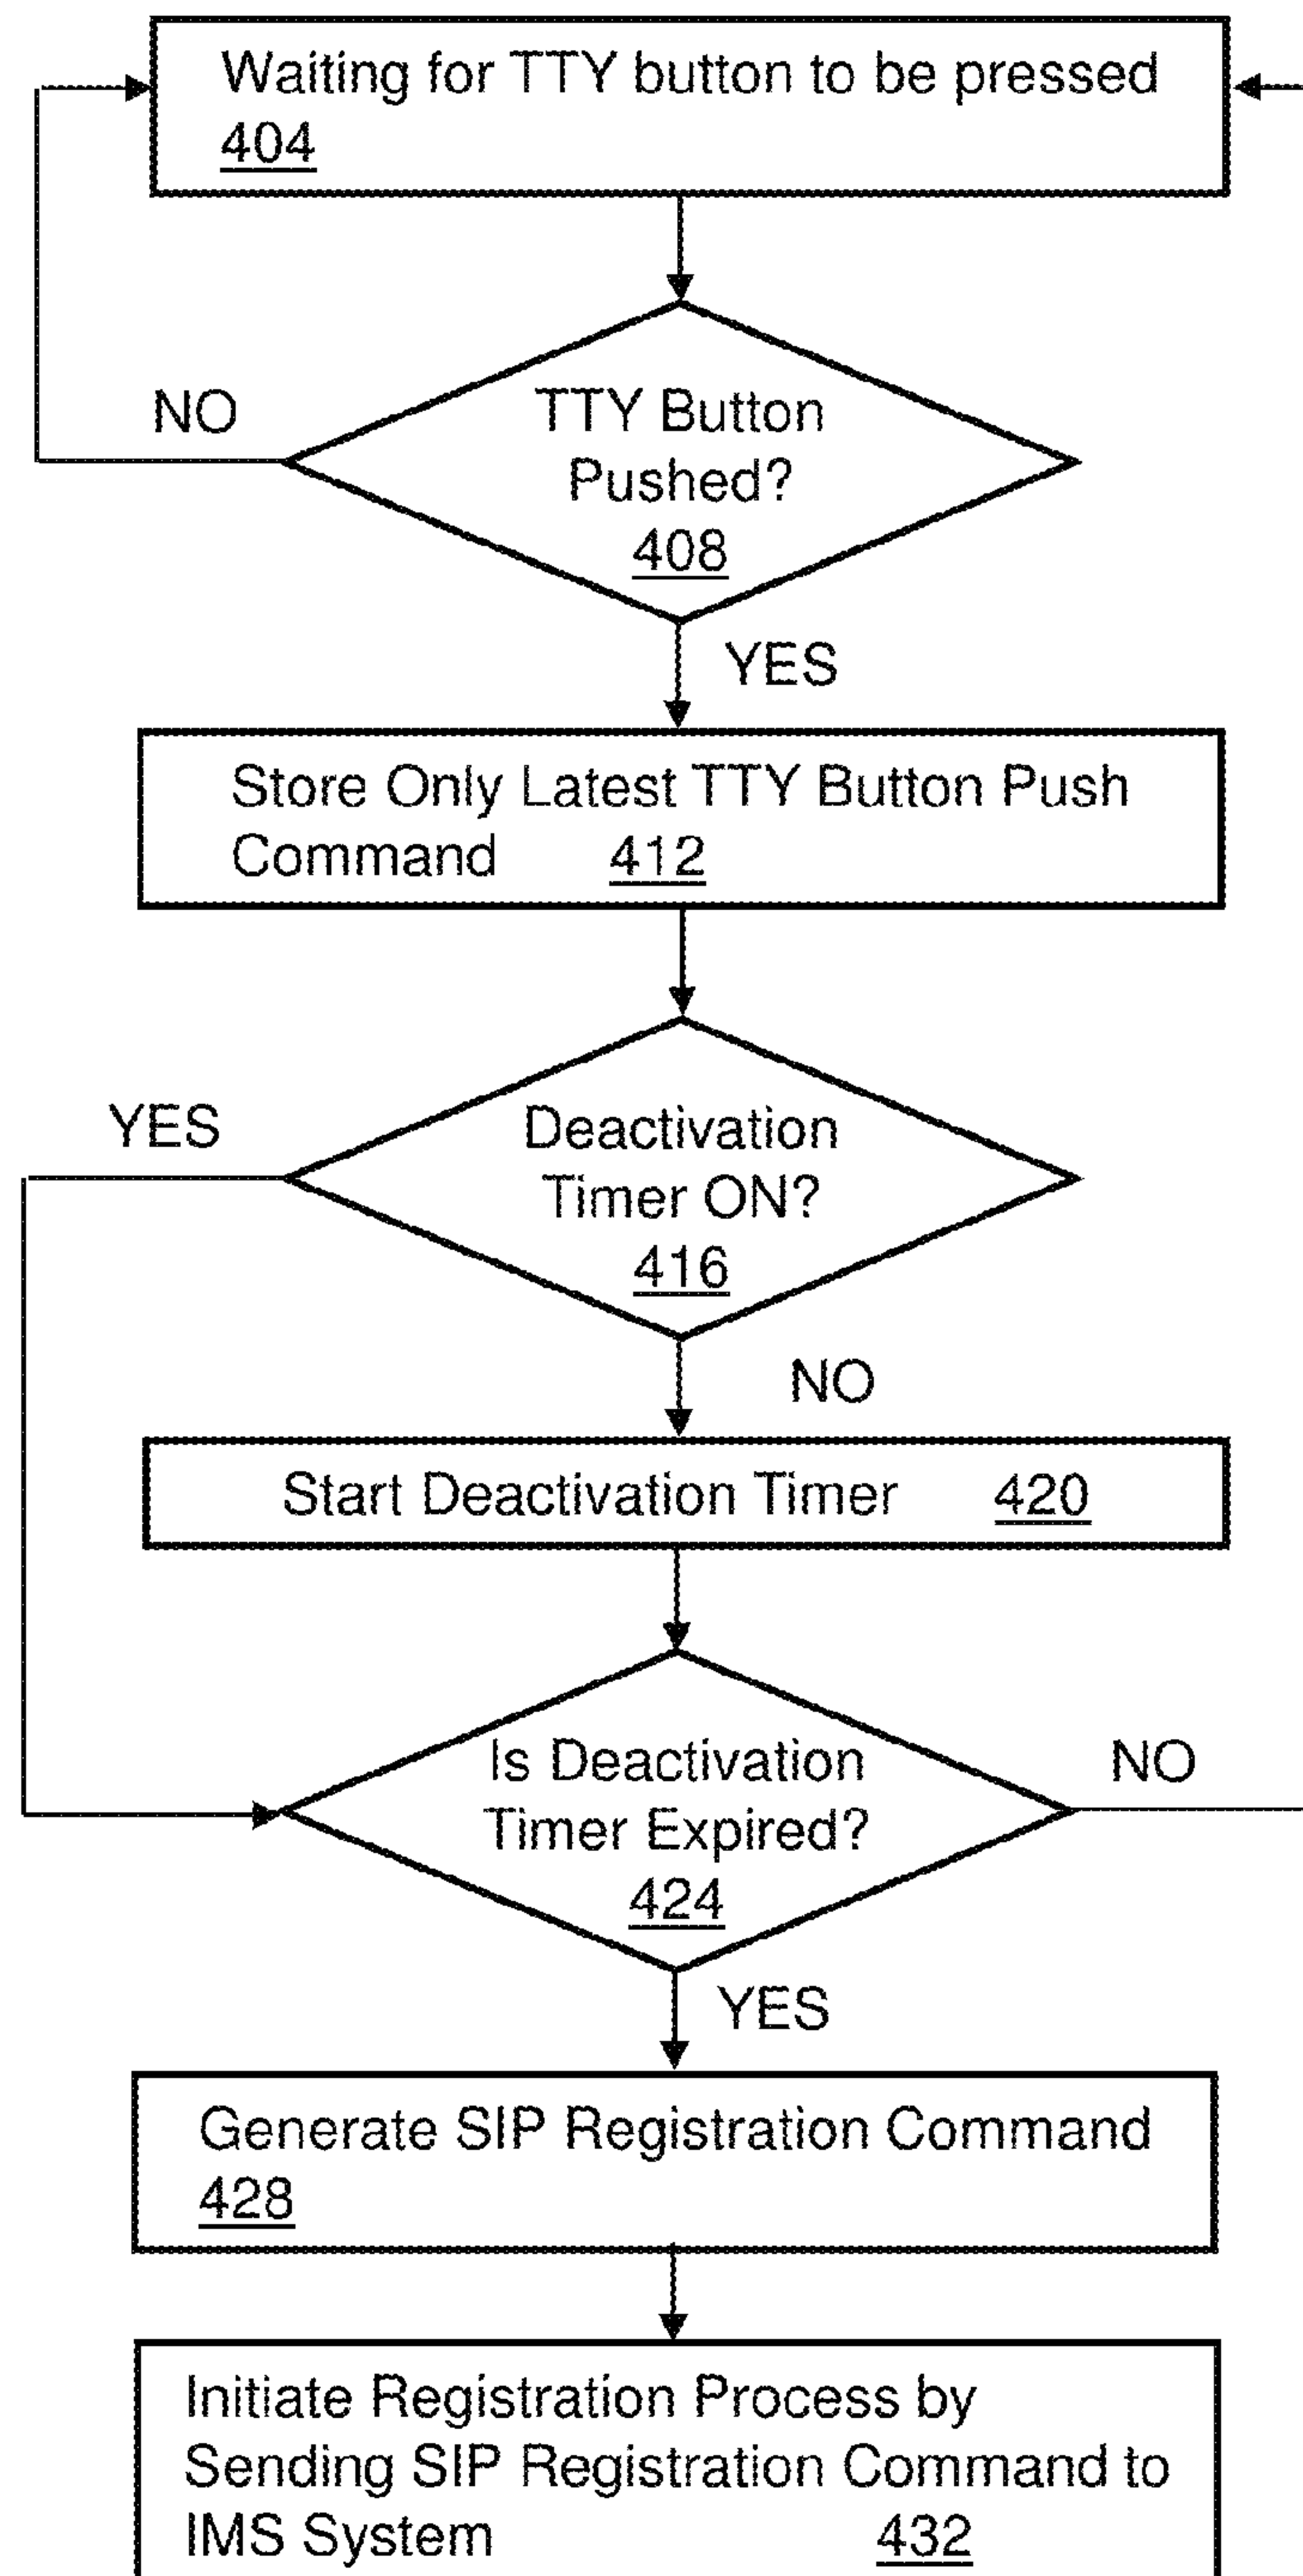 Waiting for TTY button to be pressed
404
TTY Button
Pushed?
408
NO
YES
Store Only Latest TTY Button Push
Command 412
Deactivation
Timer ON?
416
YES
NO
Start Deactivation Timer 420
Is Deactivation
Timer Expired?
424
NO
YES
Generate SIP Registration Command
428
Initiate Registration Process by
Sending SIP Registration Command to
IMS System 432